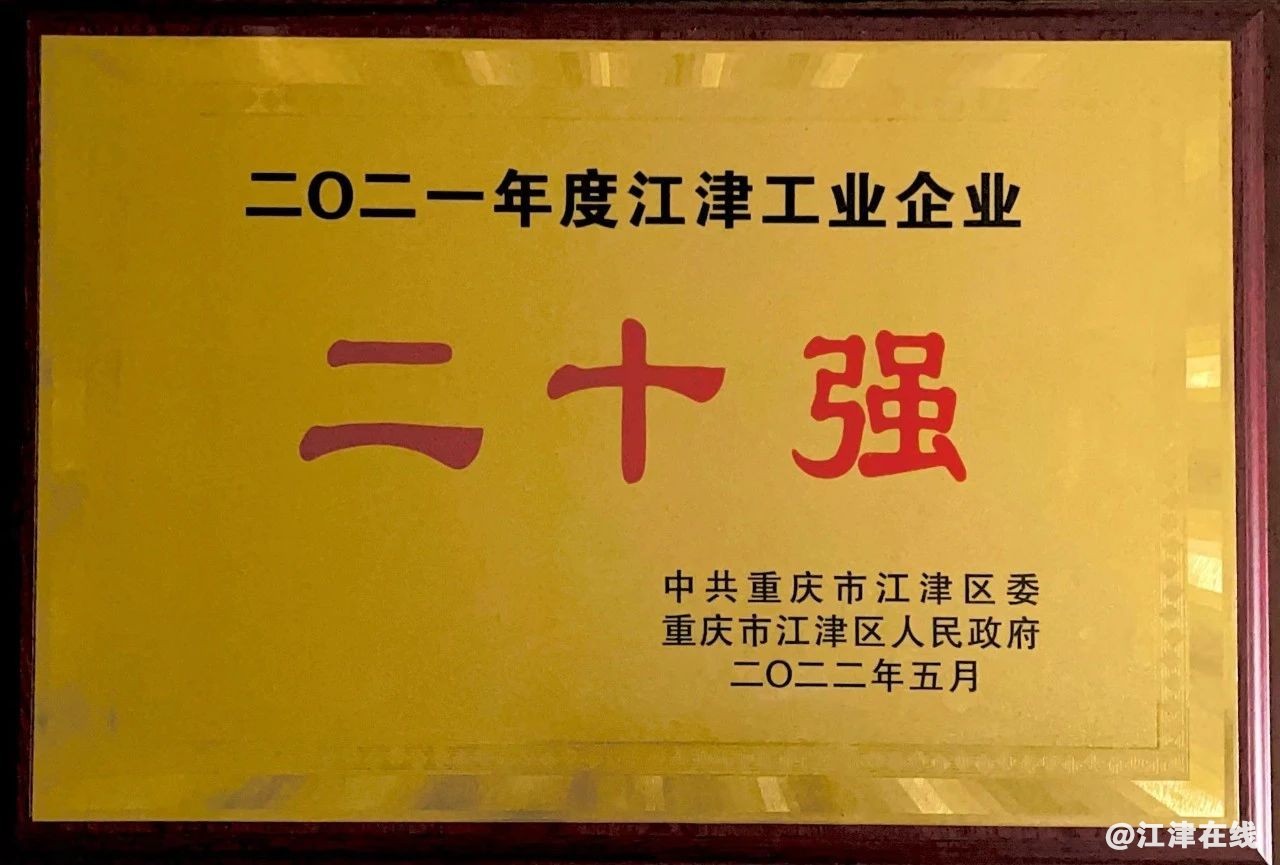 二〇二一年度江津工业企业
二十强
中共重庆市江津区委
重庆市江津区人民政府
二〇二二年五月
@江津在线